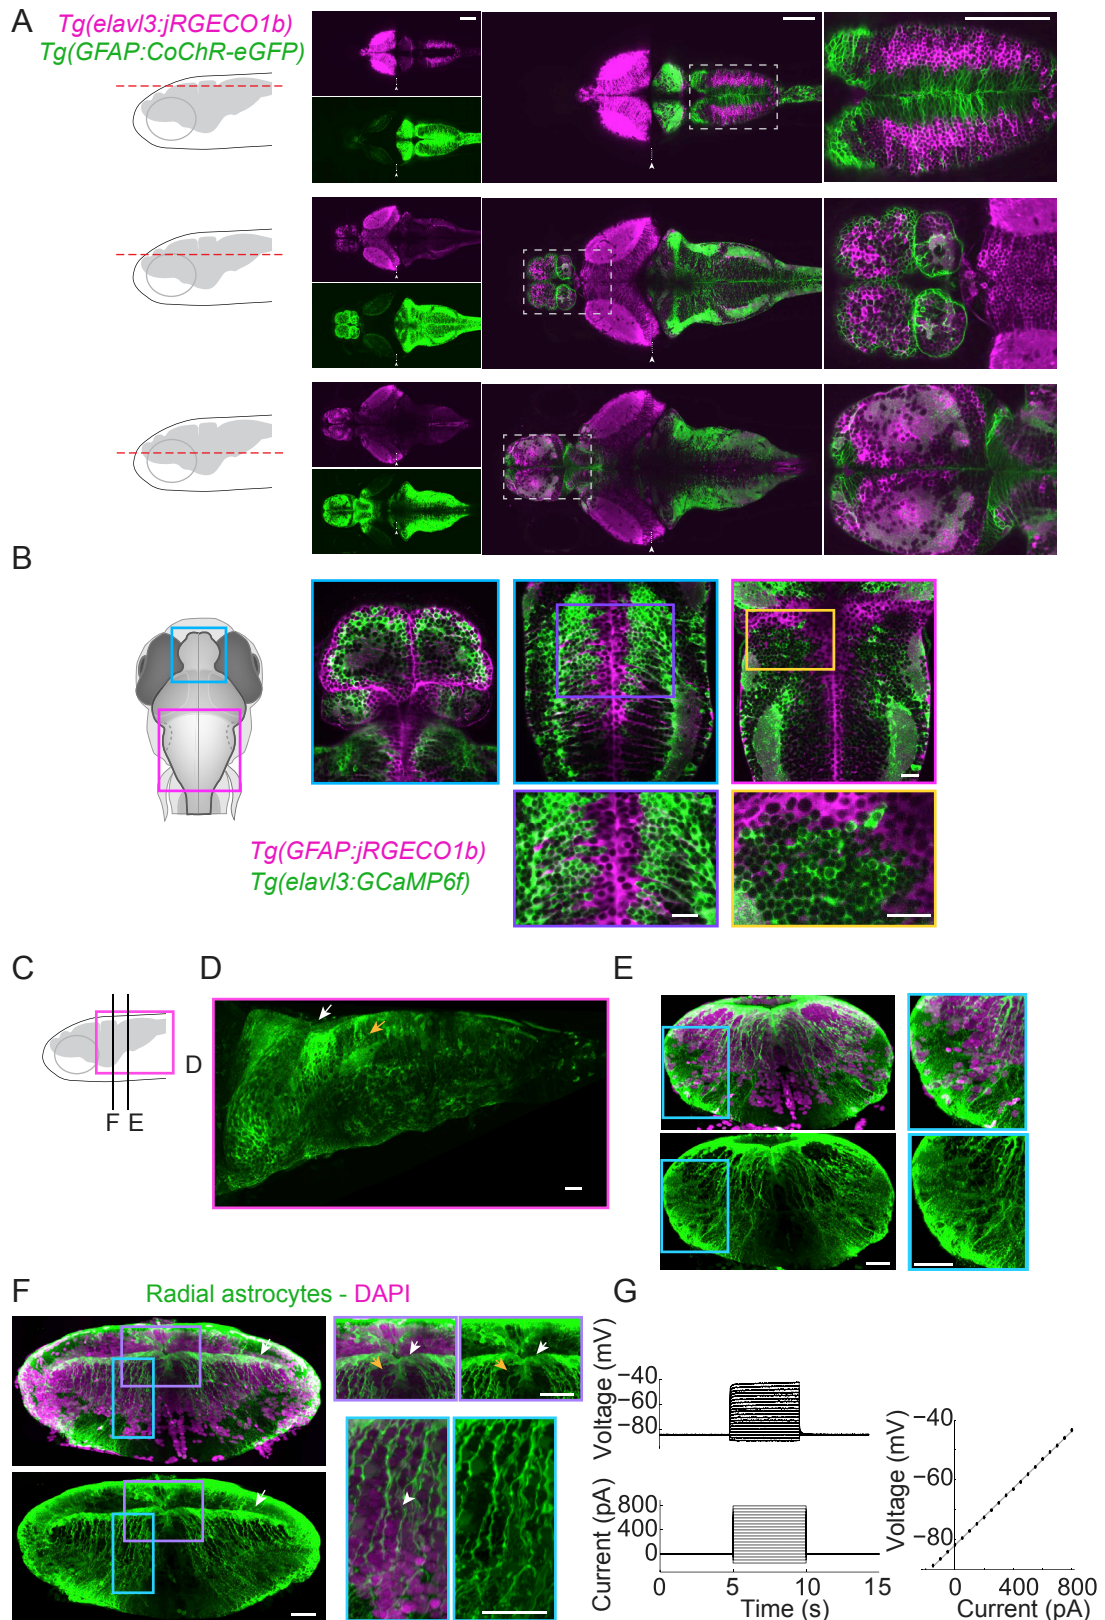 A
Tg(elavl3:jRGECO1b)
Tg(GFAP:CoChR-eGFP)
B
Tg(GFAP:jRGECO1b)
Tg(elavl3:GCaMP6f)
C
D
E
D
F E
F
Radial astrocytes - DAPI
G
Voltage (mV)
−40
−60
−80
Current (pA)
800
400
0
0 5 10 15
Time (s)
Voltage (mV)
−40
−60
−80
0 400 800
Current (pA)